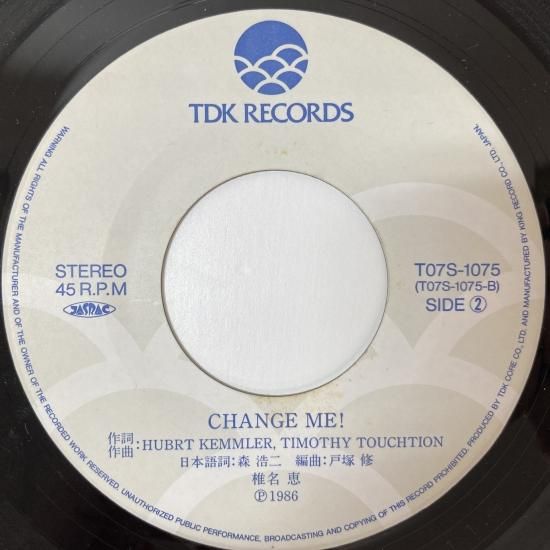 TDK RECORDS
STEREO
45 R.P.M
JASRAC
T07S-1075
(T07S-1075-B)
SIDE ②
CHANGE ME!
作詞
作曲:HUBRT KEMMLER, TIMOTHY TOUCHTION
日本語詞:森 浩二 編曲:戸塚 修
椎名 恵
Ⓟ1986
WARNING: ALL RIGHTS OF THE MANUFACTURER AND OF THE OWNER OF THE RECORDED WORK RESERVED. UNAUTHORIZED PUBLIC PERFORMANCE, BROADCASTING AND COPYING OF THIS RECORD PROHIBITED. PRODUCED BY TDK CORE CO., LTD. AND MANUFACTURED BY KING RECORD CO., LTD. JAPAN.